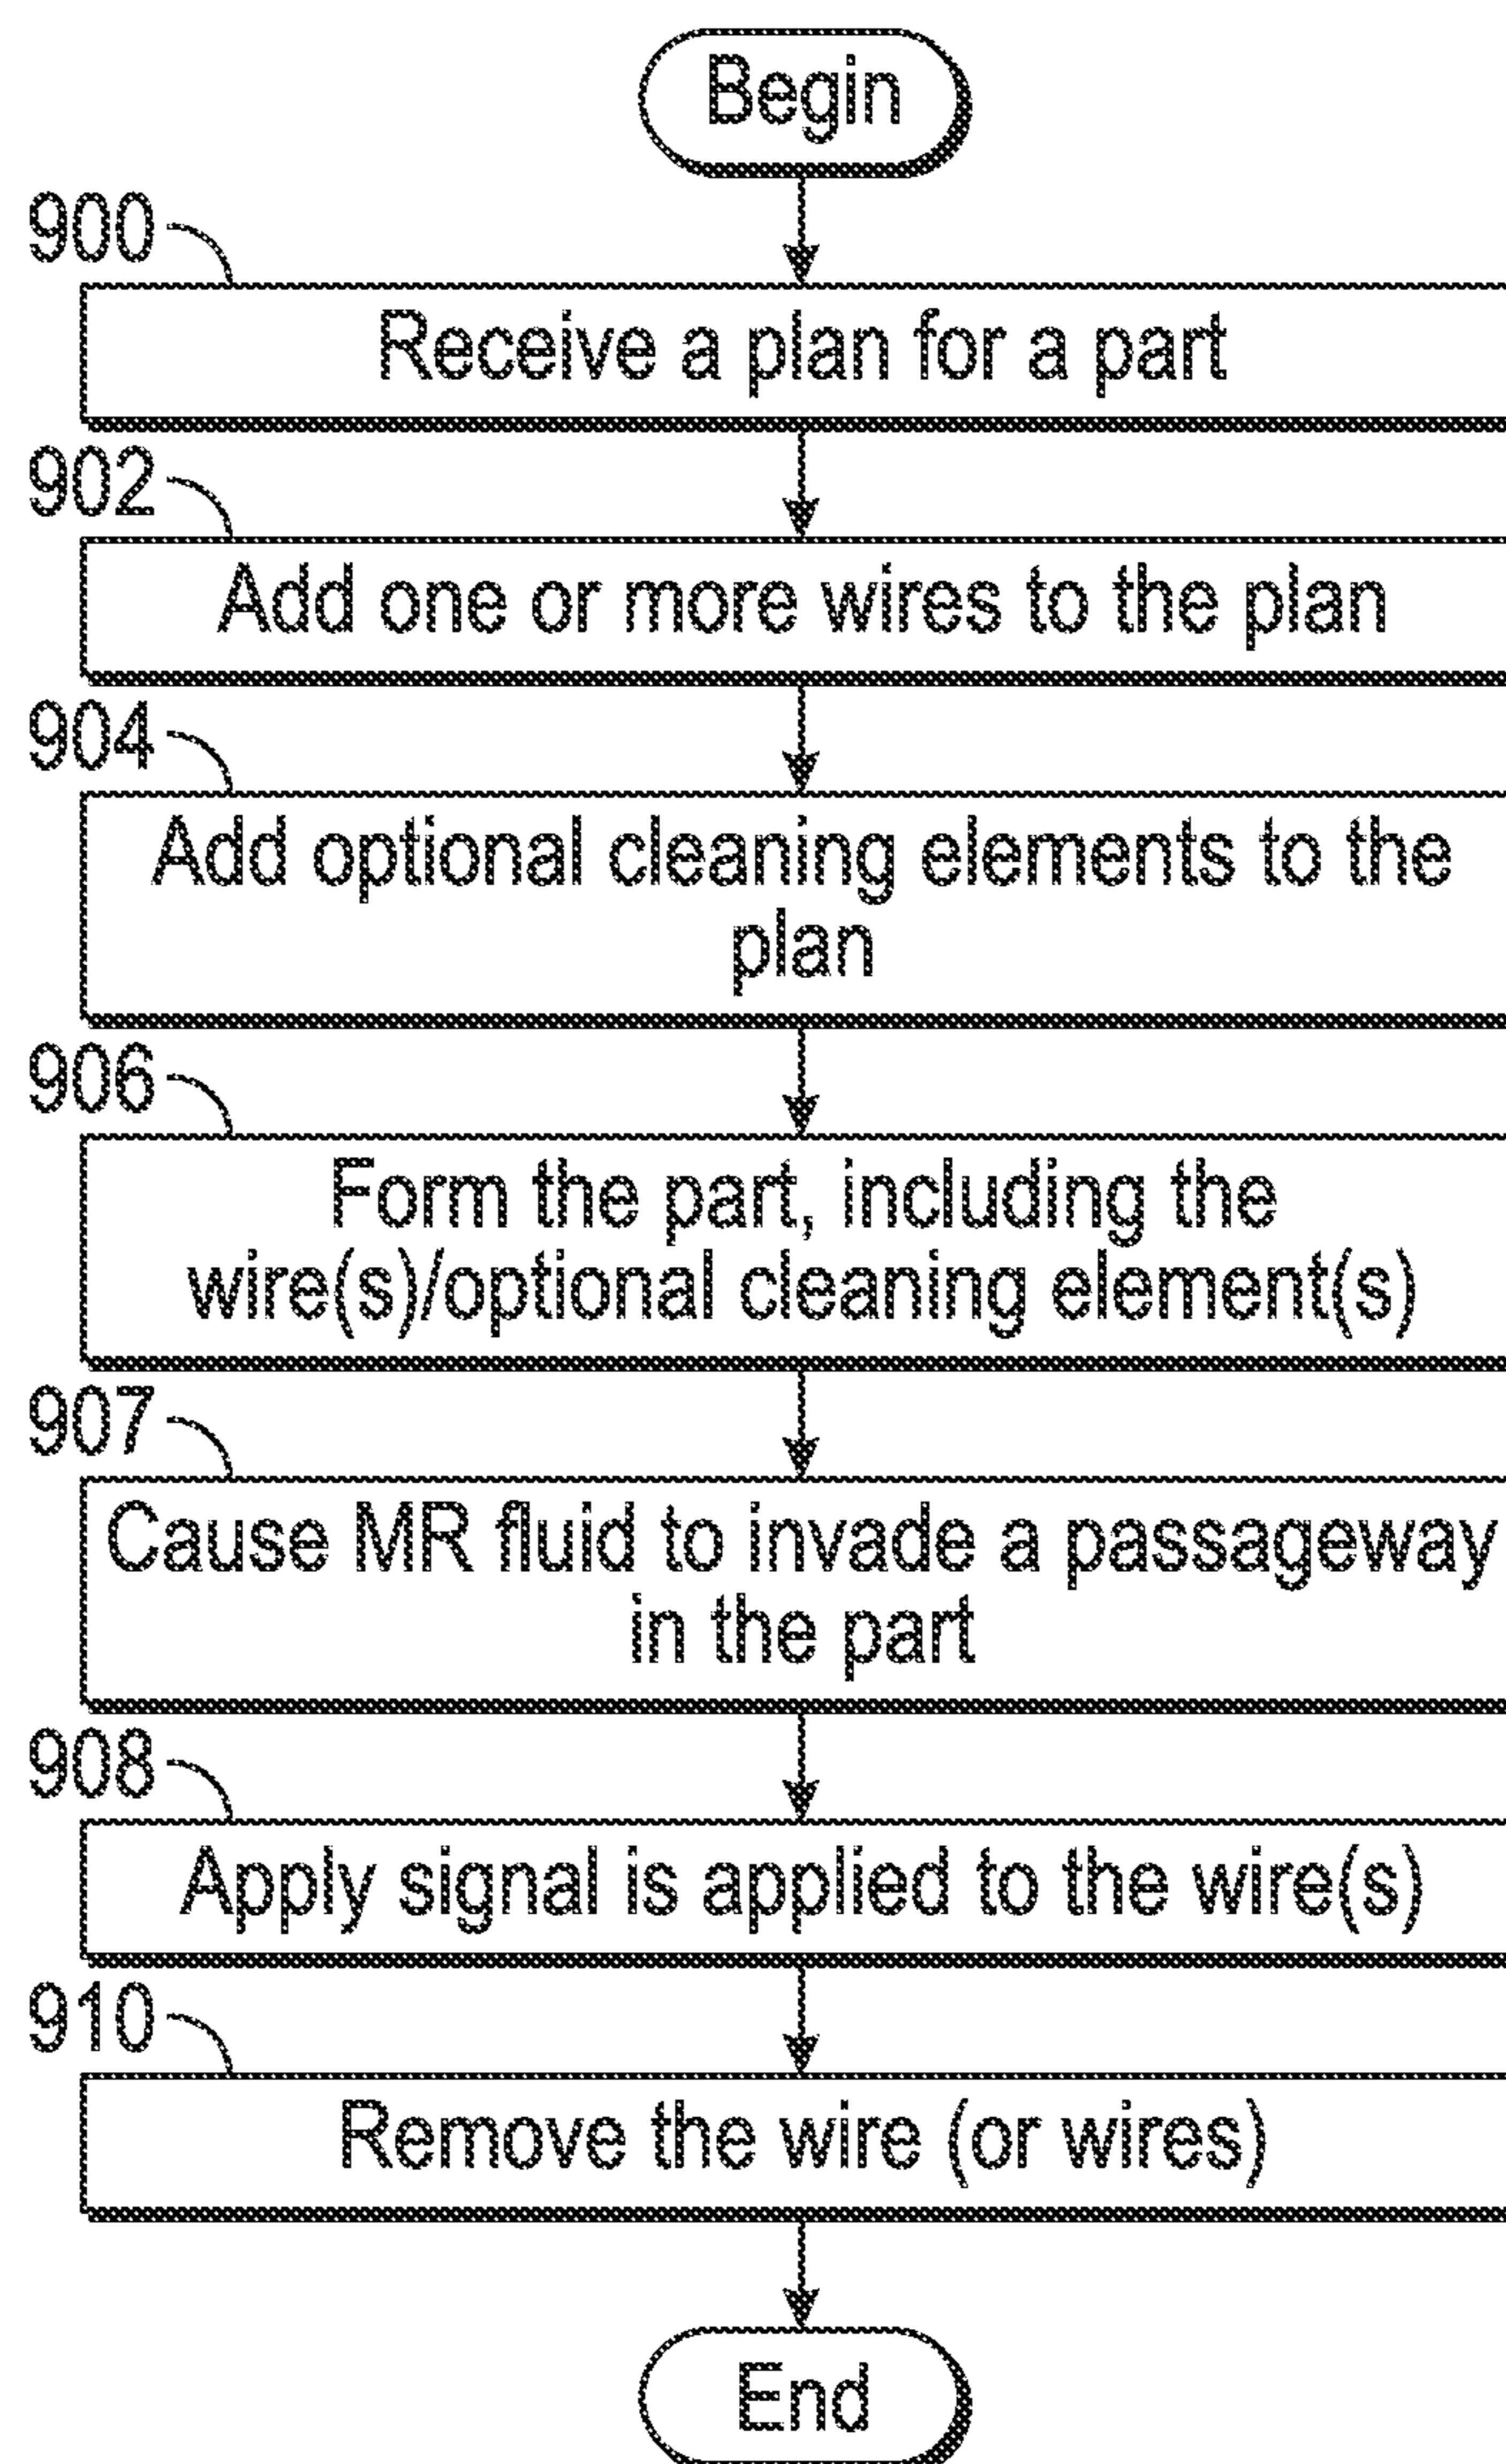 Begin
900
Receive a plan for a part
902
Add one or more wires to the plan
904
Add optional cleaning elements to the
plan
906
Form the part, including the
wire(s)/optional cleaning element(s)
907
Cause MR fluid to invade a passageway
in the part
908
Apply signal is applied to the wire(s)
910
Remove the wire (or wires)
End